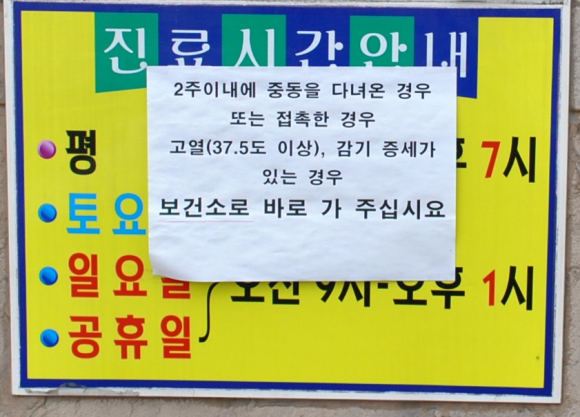 진료시간안내
2주이내에 중동을 다녀온 경우
또는 접촉한 경우
고열(37.5도 이상), 감기 증세가
있는 경우
보건소로 바로 가 주십시요
평
7시
토요
일요일
오전 9시-오후 1시
공휴일